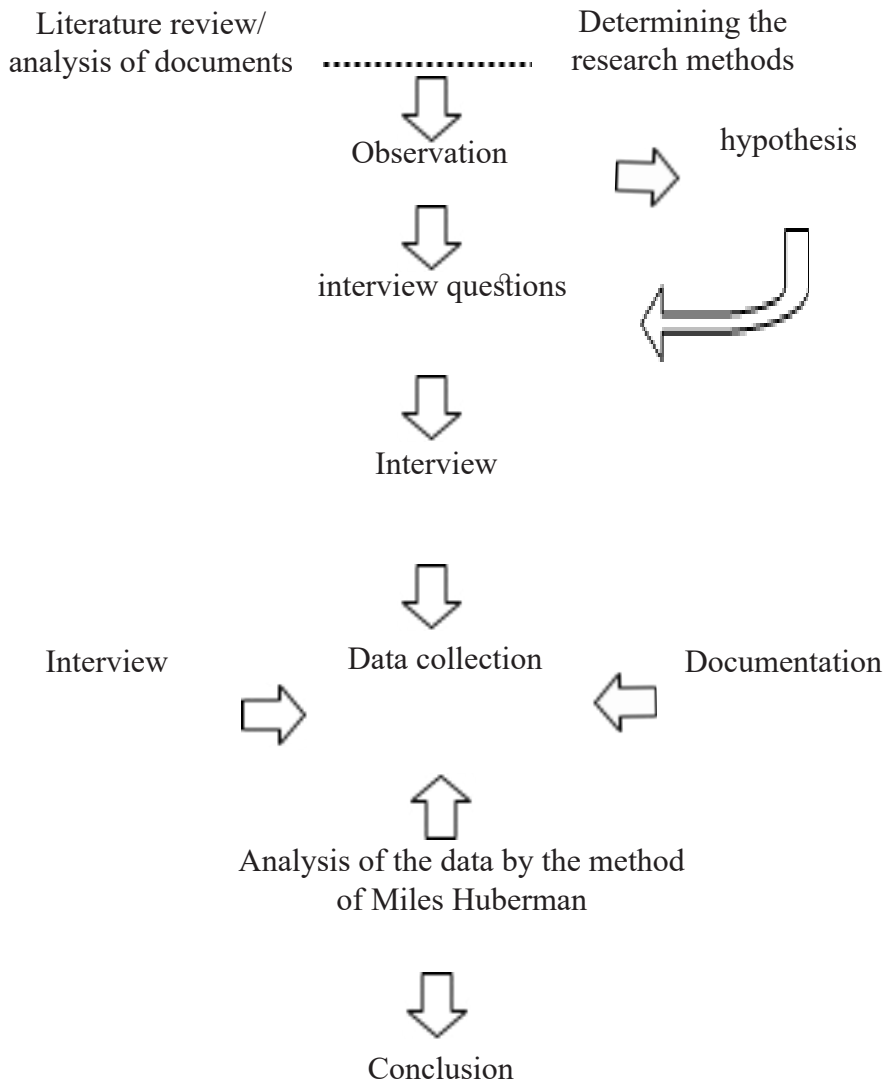 Literature review/
analysis of documents
Determining the
research methods
Observation
hypothesis
interview questions
Interview
Interview
Data collection
Documentation
Analysis of the data by the method
of Miles Huberman
Conclusion